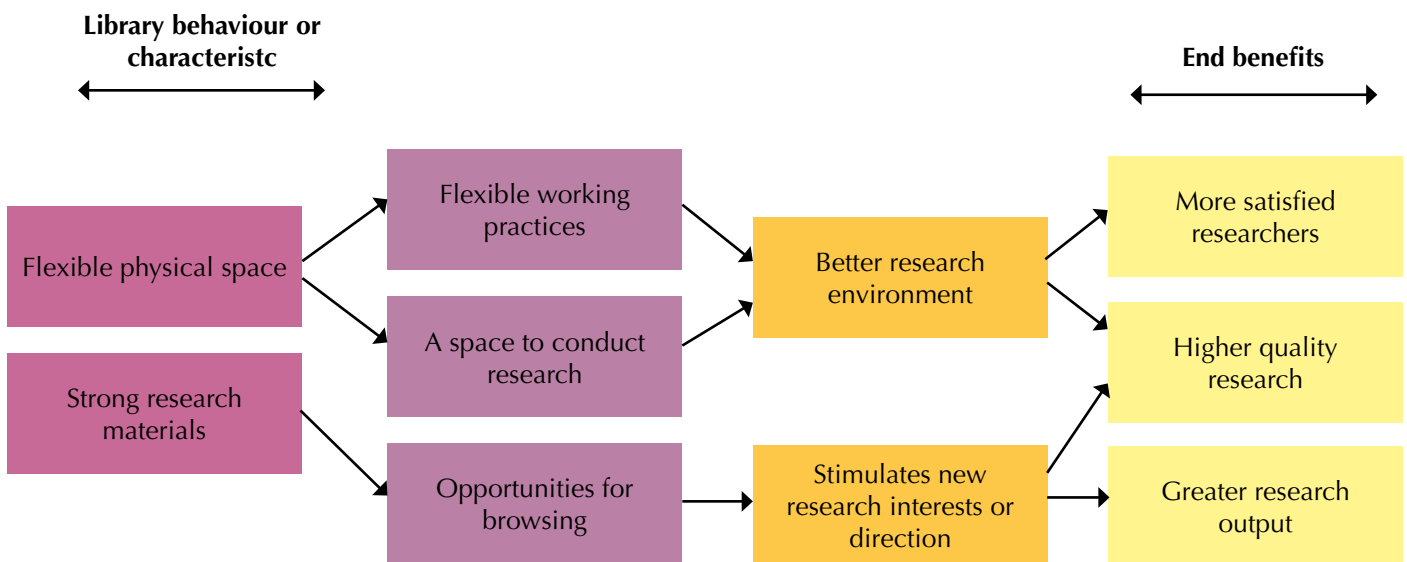 Library behaviour or
characteristc
End benefits
Flexible physical space
Strong research
materials
Flexible working
practices
A space to conduct
research
Opportunities for
browsing
Better research
environment
Stimulates new
research interests or
direction
More satisfied
researchers
Higher quality
research
Greater research
output